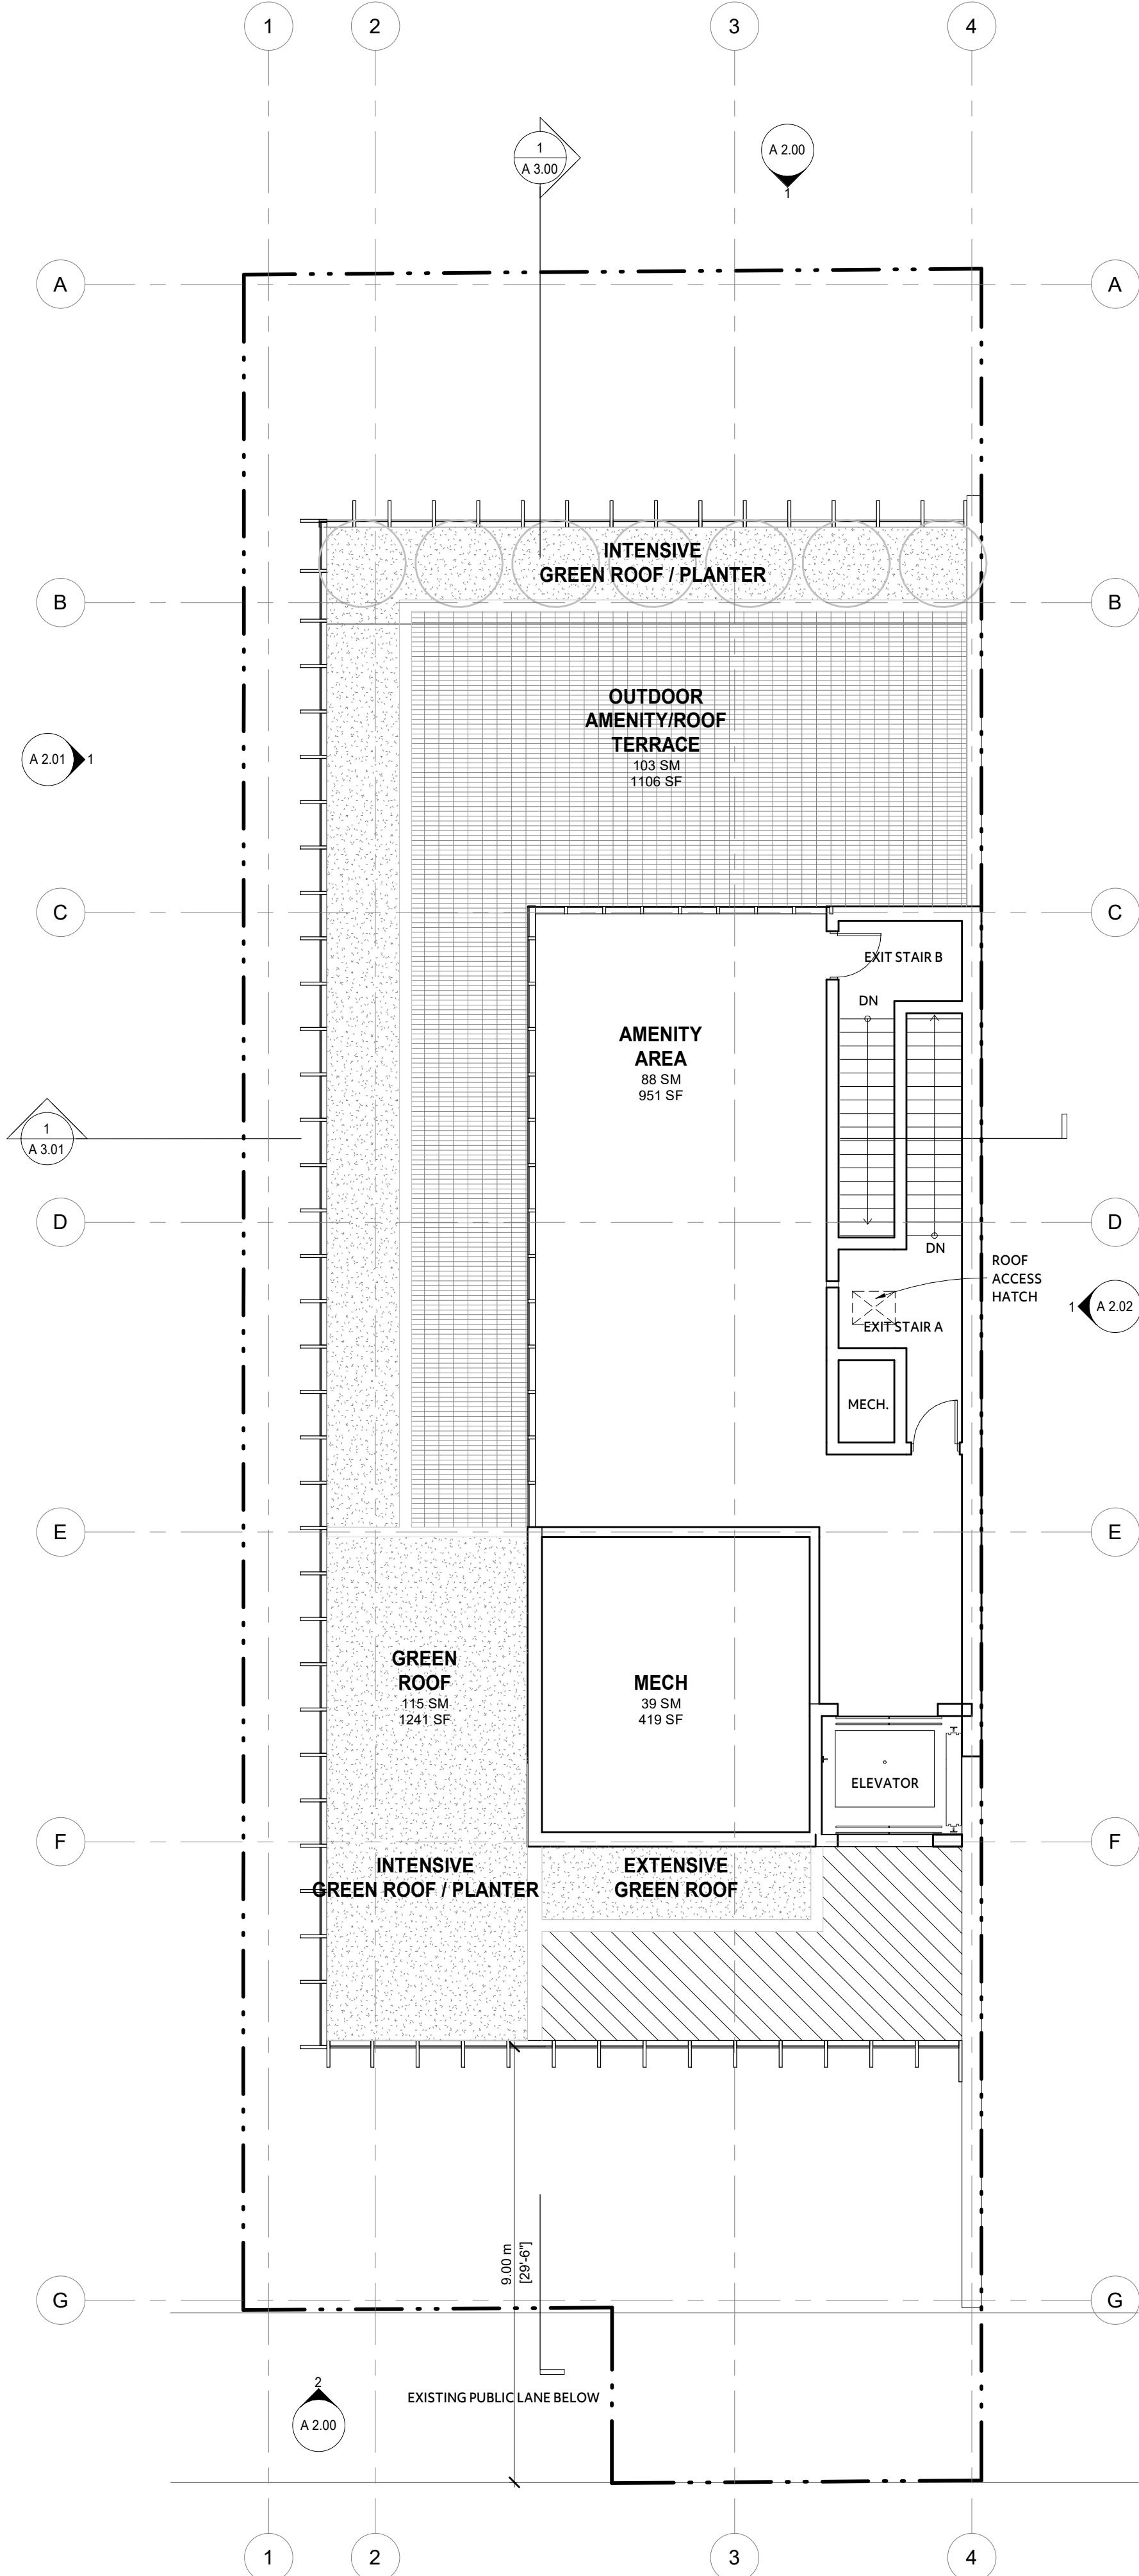 1
2
3
4
1
A 3.00
A 2.00
1
A
A
INTENSIVE
GREEN ROOF / PLANTER
B
B
OUTDOOR
AMENITY/ROOF
TERRACE
103 SM
1106 SF
A 2.01
1
C
C
EXIT STAIR B
DN
AMENITY
AREA
88 SM
951 SF
1
A 3.01
D
D
DN
ROOF
ACCESS
HATCH
1
A 2.02
EXIT STAIR A
MECH.
E
E
GREEN
ROOF
115 SM
1241 SF
MECH
39 SM
419 SF
ELEVATOR
F
F
INTENSIVE
GREEN ROOF / PLANTER
EXTENSIVE
GREEN ROOF
9.00 m
[29'-6"]
G
G
2
A 2.00
EXISTING PUBLIC LANE BELOW
1
2
3
4